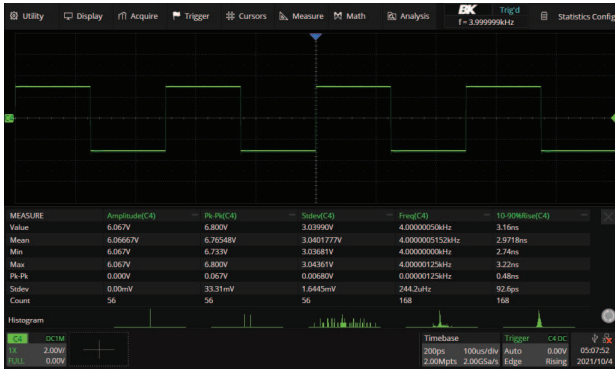 Utility Display Acquire Trigger Cursors Measure Math Analysis BK Trig'd Statistics Config
f = 3.999999kHz
C4
MEASURE Amplitude(C4) Pk-Pk(C4) Stdev(C4) Freq(C4) 10-90%Rise(C4)
Value 6.067V 6.800V 3.03990V 4.00000050kHz 3.16ns
Mean 6.06667V 6.76548V 3.0401777V 4.0000005152kHz 2.9718ns
Min 6.067V 6.733V 3.03681V 4.00000000kHz 2.74ns
Max 6.067V 6.800V 3.04361V 4.00000125kHz 3.22ns
Pk-Pk 0.000V 0.067V 0.00680V 0.00000125kHz 0.48ns
Stdev 0.00mV 33.31mV 1.6445mV 244.2uHz 92.6ps
Count 56 56 56 168 168
Histogram
C4 DC1M
1X 2.00V/
FULL 0.00V
Timebase
200ps 100us/div
2.00Mpts 2.00GSa/s
Trigger C4 DC
Auto 0.00V
Edge Rising
05:07:52
2021/10/4